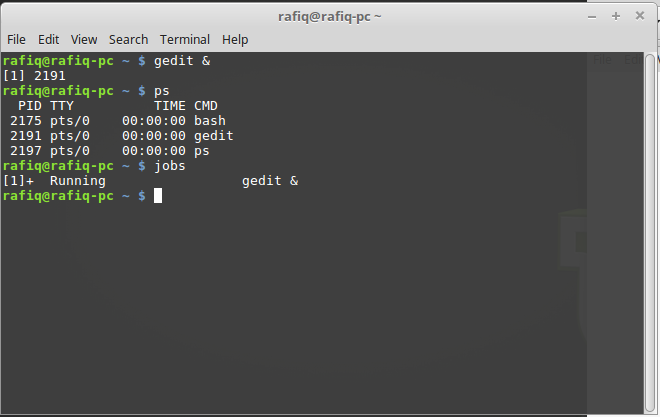 rafiq@rafiq-pc ~
File Edit View Search Terminal Help
rafiq@rafiq-pc ~ $ gedit &
[1] 2191
rafiq@rafiq-pc ~ $ ps
  PID TTY          TIME CMD
 2175 pts/0    00:00:00 bash
 2191 pts/0    00:00:00 gedit
 2197 pts/0    00:00:00 ps
rafiq@rafiq-pc ~ $ jobs
[1]+  Running                 gedit &
rafiq@rafiq-pc ~ $
File Edit